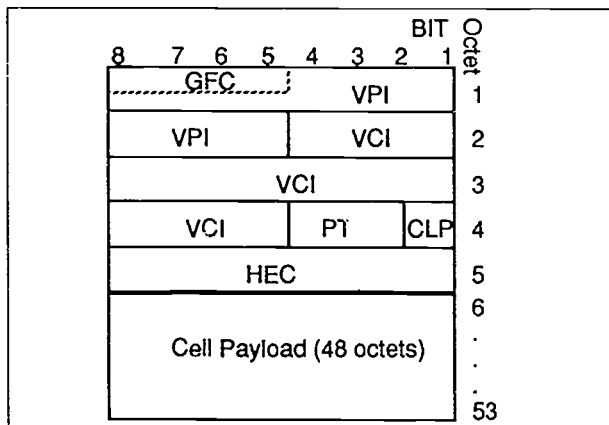 BIT Octet
8 7 6 5 4 3 2 1
GFC
VPI 1
VPI VCI 2
VCI 3
VCI PT CLP 4
HEC 5
6
Cell Payload (48 octets)
.
.
.
53